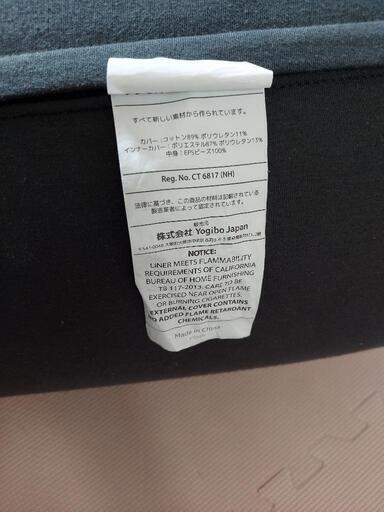 すべて新しい素材から作られています。
カバー：コットン89% ポリウレタン11%
インナーカバー：ポリエステル87% ポリウレタン13%
中身：EPSビーズ100%
Reg. No. CT 6817 (NH)
法律に基づき、この商品の材料は記載されている
製造業者によって認定されています。
株式会社 Yogibo Japan
NOTICE:
LINER MEETS FLAMMABILITY
REQUIREMENTS OF CALIFORNIA
BUREAU OF HOME FURNISHING
TB 117-2013. CARE TO BE
EXERCISED NEAR OPEN FLAME
OR BURNING CIGARETTES.
EXTERNAL COVER CONTAINS
NO ADDED FLAME RETARDANT
CHEMICALS.
Made in China